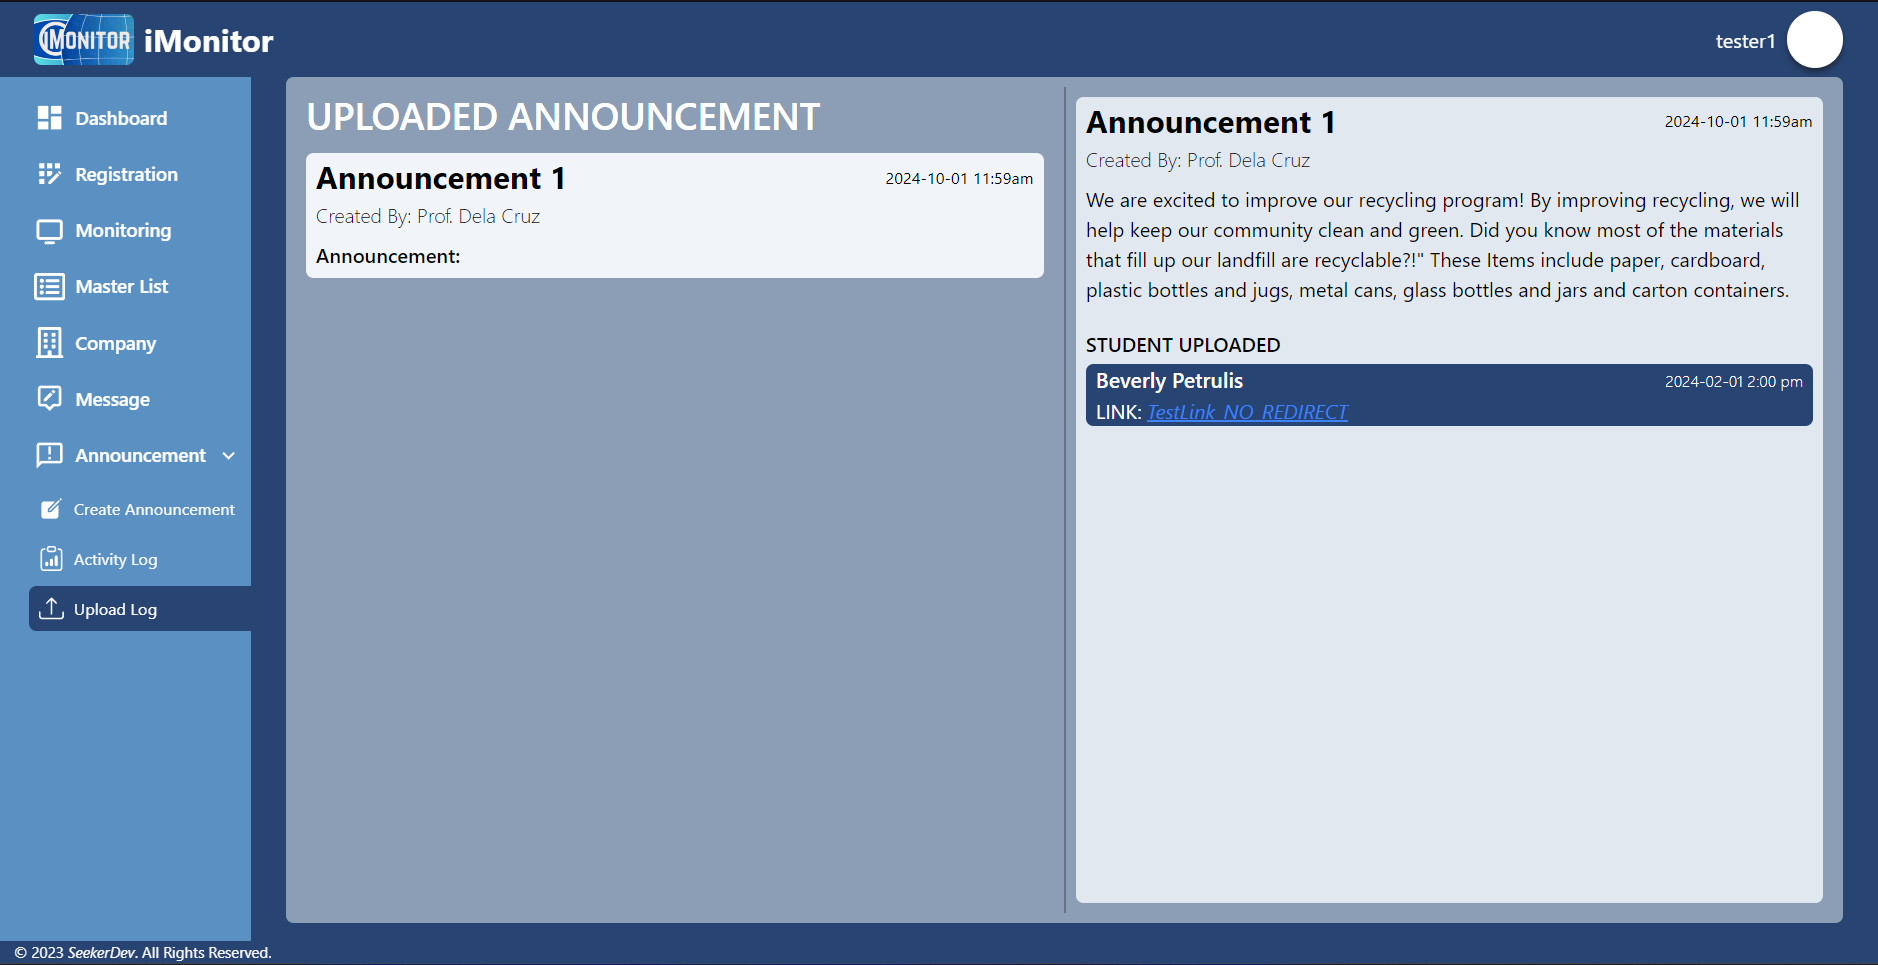 iMONITOR iMonitor
tester1
Dashboard
Registration
Monitoring
Master List
Company
Message
Announcement
Create Announcement
Activity Log
Upload Log
UPLOADED ANNOUNCEMENT
Announcement 1
2024-10-01 11:59am
Created By: Prof. Dela Cruz
Announcement:
Announcement 1
2024-10-01 11:59am
Created By: Prof. Dela Cruz
We are excited to improve our recycling program! By improving recycling, we will
help keep our community clean and green. Did you know most of the materials
that fill up our landfill are recyclable?!" These Items include paper, cardboard,
plastic bottles and jugs, metal cans, glass bottles and jars and carton containers.
STUDENT UPLOADED
Beverly Petrulis
2024-02-01 2:00 pm
LINK: TestLink_NO_REDIRECT
© 2023 SeekerDev. All Rights Reserved.